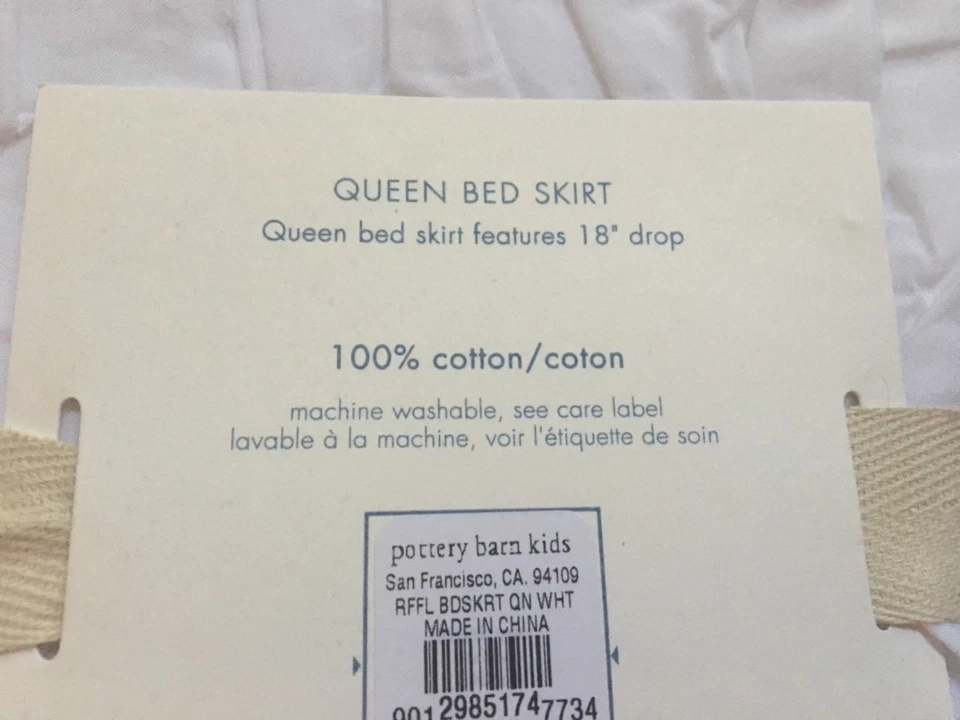 QUEEN BED SKIRT
Queen bed skirt features 18" drop
100% cotton/coton
machine washable, see care label
lavable à la machine, voir l'étiquette de soin
pottery barn kids
San Francisco, CA. 94109
RFFL BDSKRT QN WHT
MADE IN CHINA
901 29851747734